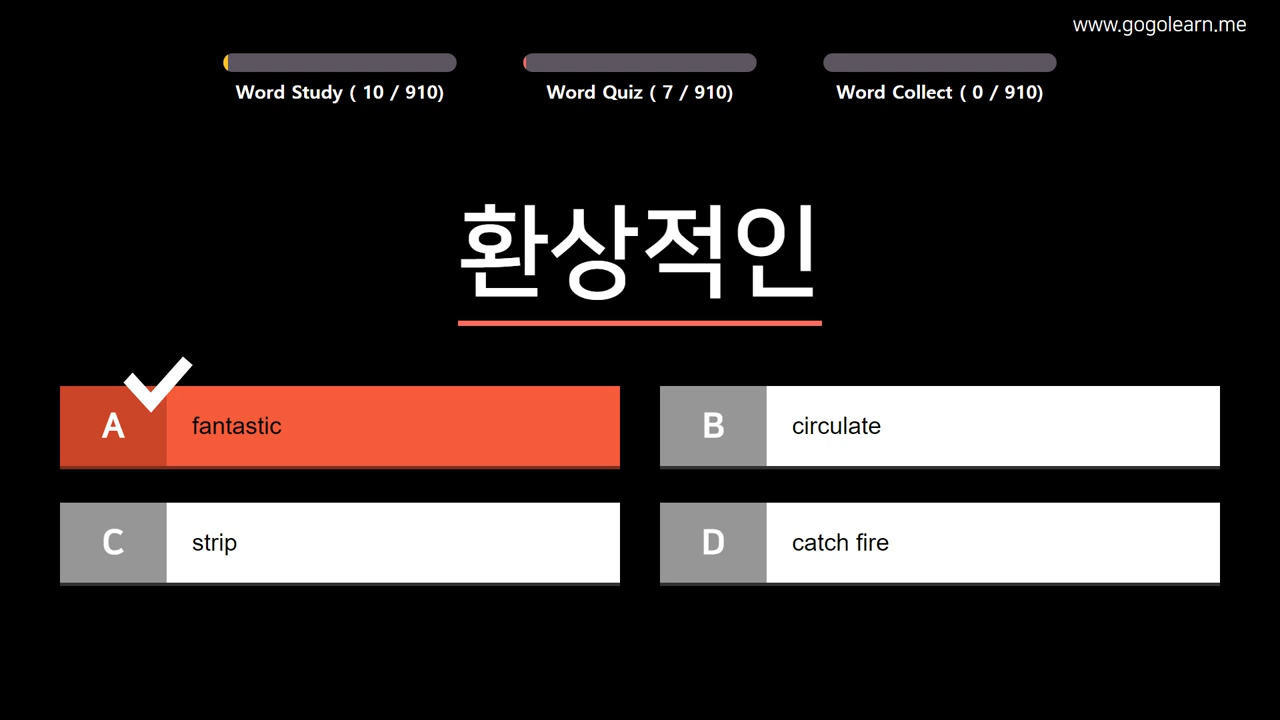 www.gogolearn.me
Word Study ( 10 / 910)
Word Quiz ( 7 / 910)
Word Collect ( 0 / 910)
환상적인
A fantastic
B circulate
C strip
D catch fire